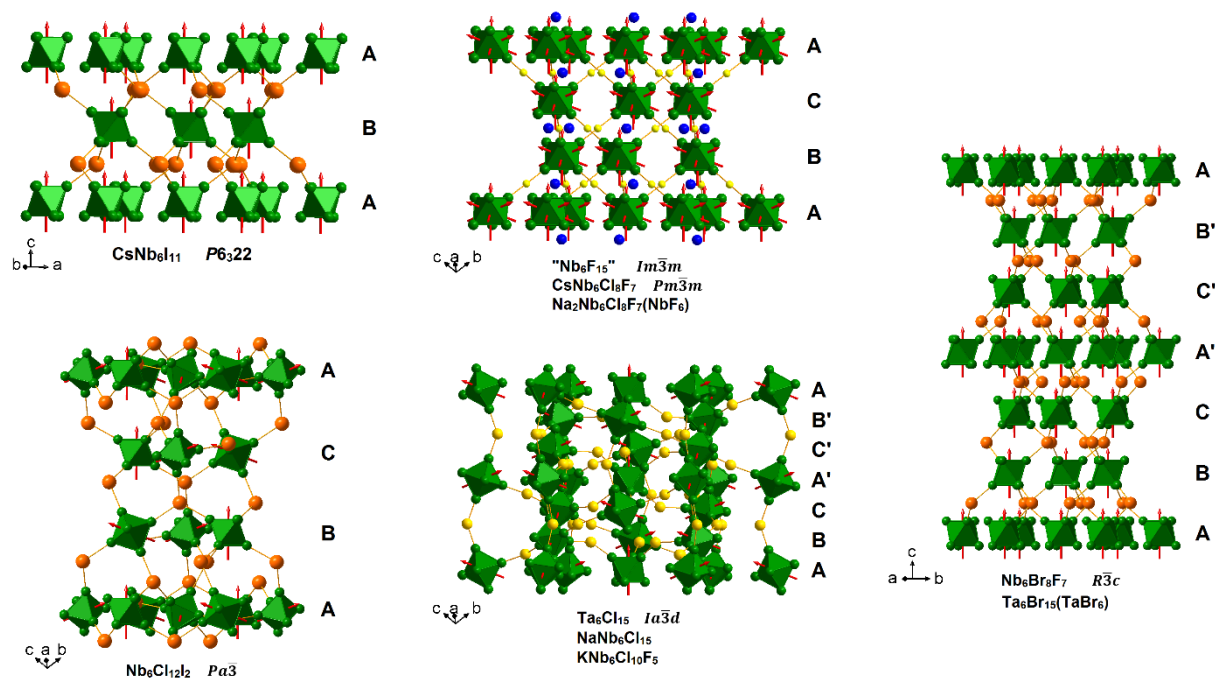 A
B
A
c
b a
CsNb₆I₁₁ P6₃22
A
C
B
A
c a b
"Nb₆F₁₅" Im3̅m
CsNb₆Cl₈F₇ Pm3̅m
Na₂Nb₆Cl₈F₇(NbF₆)
A
C
B
A
c a b
Nb₆Cl₁₂I₂ Pa3̅
A
B'
C'
A'
C
B
A
c a b
Ta₆Cl₁₅ Ia3̅d
NaNb₆Cl₁₅
KNb₆Cl₁₀F₅
A
B'
C'
A'
C
B
A
c
a b
Nb₆Br₈F₇ R3̅c
Ta₆Br₁₅(TaBr₆)